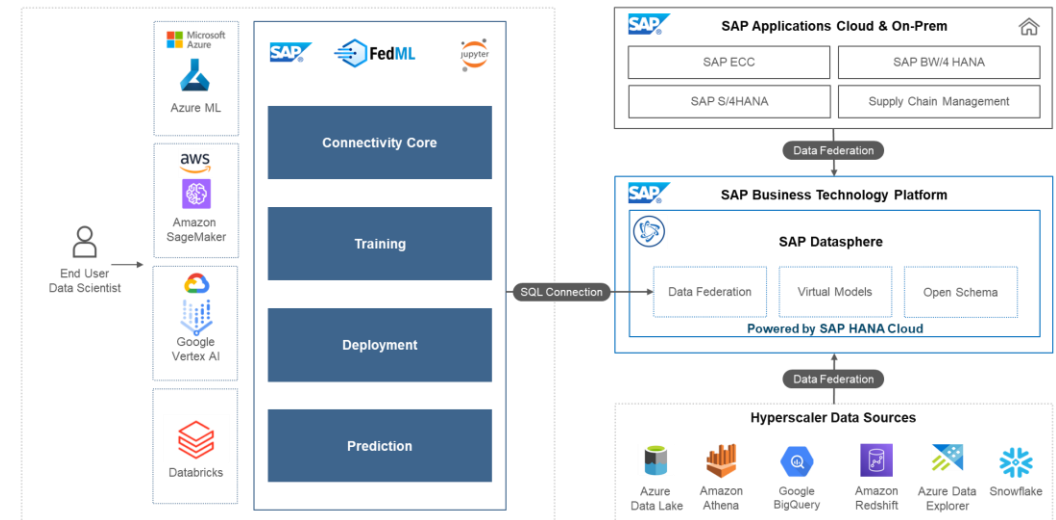 End User
Data Scientist
Microsoft
Azure
Azure ML
aws
Amazon
SageMaker
Google
Vertex AI
Databricks
SAP
FedML
jupyter
Connectivity Core
Training
Deployment
Prediction
SQL Connection
SAP
SAP Applications Cloud & On-Prem
SAP ECC
SAP BW/4 HANA
SAP S/4HANA
Supply Chain Management
Data Federation
SAP
SAP Business Technology Platform
SAP Datasphere
Data Federation
Virtual Models
Open Schema
Powered by SAP HANA Cloud
Data Federation
Hyperscaler Data Sources
Azure
Data Lake
Amazon
Athena
Google
BigQuery
Amazon
Redshift
Azure Data
Explorer
Snowflake